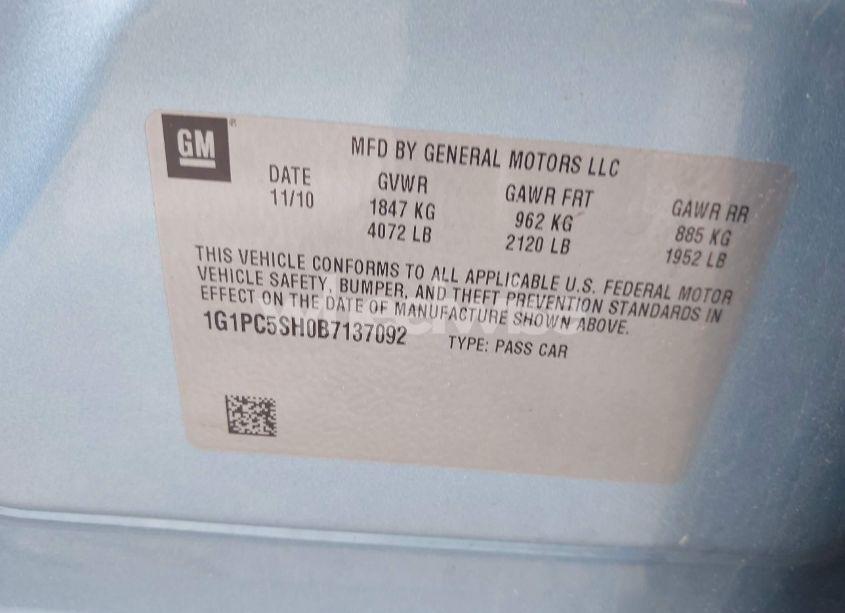 GM
MFD BY GENERAL MOTORS LLC
DATE GVWR GAWR FRT GAWR RR
11/10 1847 KG 962 KG 885 KG
4072 LB 2120 LB 1952 LB
THIS VEHICLE CONFORMS TO ALL APPLICABLE U.S. FEDERAL MOTOR
VEHICLE SAFETY, BUMPER, AND THEFT PREVENTION STANDARDS IN
EFFECT ON THE DATE OF MANUFACTURE SHOWN ABOVE.
1G1PC5SH0B7137092 TYPE: PASS CAR